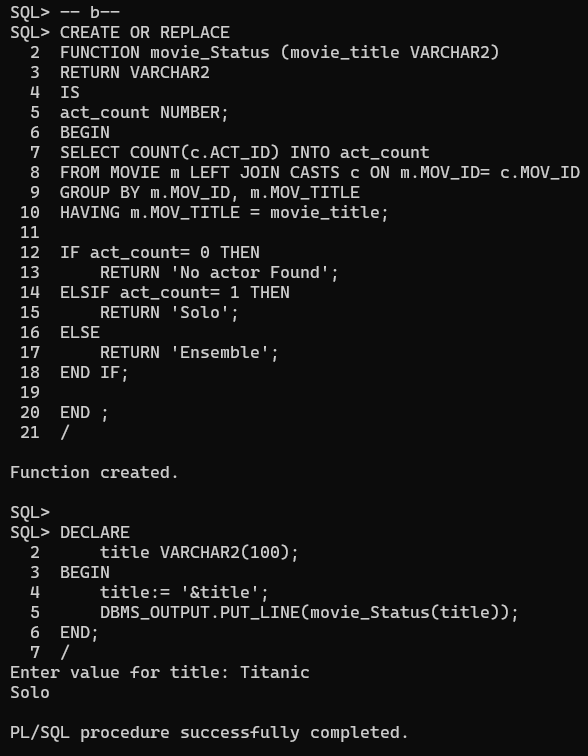 SQL> -- b--
SQL> CREATE OR REPLACE
  2  FUNCTION movie_Status (movie_title VARCHAR2)
  3  RETURN VARCHAR2
  4  IS
  5  act_count NUMBER;
  6  BEGIN
  7  SELECT COUNT(c.ACT_ID) INTO act_count
  8  FROM MOVIE m LEFT JOIN CASTS c ON m.MOV_ID= c.MOV_ID
  9  GROUP BY m.MOV_ID, m.MOV_TITLE
 10  HAVING m.MOV_TITLE = movie_title;
 11
 12  IF act_count= 0 THEN
 13      RETURN 'No actor Found';
 14  ELSIF act_count= 1 THEN
 15      RETURN 'Solo';
 16  ELSE
 17      RETURN 'Ensemble';
 18  END IF;
 19
 20  END ;
 21  /

Function created.

SQL>
SQL> DECLARE
  2      title VARCHAR2(100);
  3  BEGIN
  4      title:= '&title';
  5      DBMS_OUTPUT.PUT_LINE(movie_Status(title));
  6  END;
  7  /
Enter value for title: Titanic
Solo

PL/SQL procedure successfully completed.